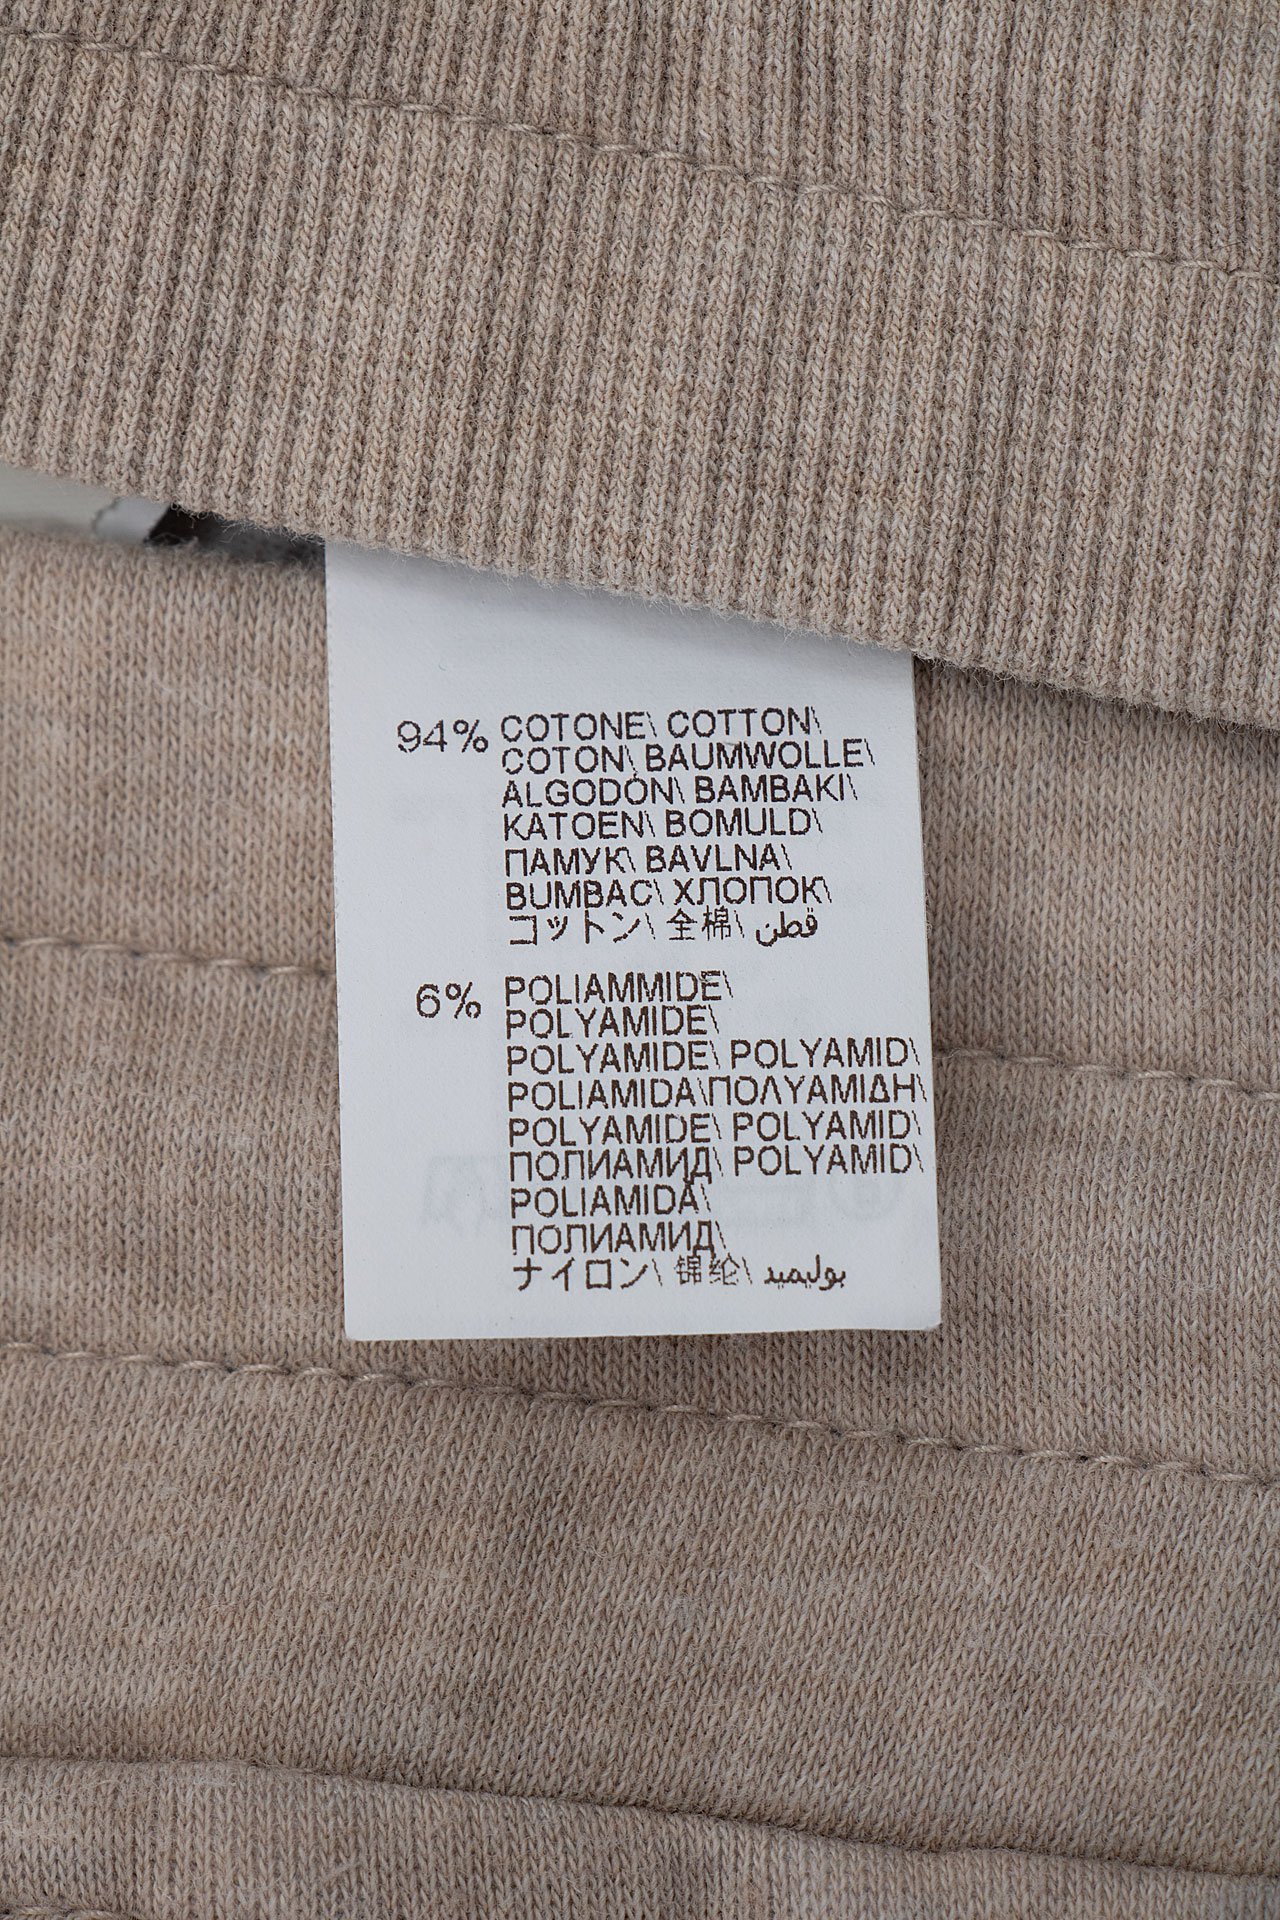 94% COTONE\ COTTON\
COTON\ BAUMWOLLE\
ALGODÓN\ BAMBAKI\
KATOEN\ BOMULD\
ПАМУК\ BAVLNA\
BUMBAC\ ХЛОПОК\
コットン\ 全棉\ قطن
6% POLIAMMIDE\
POLYAMIDE\
POLYAMIDE\ POLYAMID\
POLIAMIDA\ΠΟΛΥΑΜΙΔΗ\
POLYAMIDE\ POLYAMID\
ПОЛИАМИД\ POLYAMID\
POLIAMIDĂ\
ПОЛИАМИД\
ナイロン\ 锦纶\ بوليميد